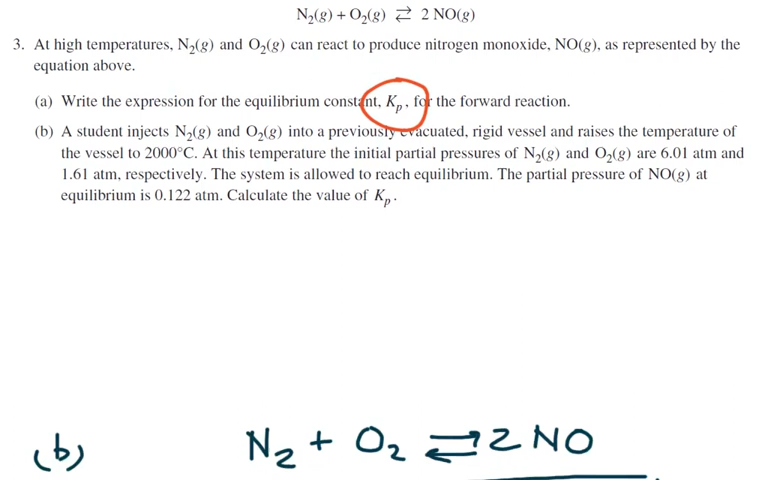 N₂(g) + O₂(g) ⇄ 2 NO(g)
3. At high temperatures, N₂(g) and O₂(g) can react to produce nitrogen monoxide, NO(g), as represented by the
equation above.
(a) Write the expression for the equilibrium constant, Kₚ, for the forward reaction.
(b) A student injects N₂(g) and O₂(g) into a previously evacuated, rigid vessel and raises the temperature of
the vessel to 2000°C. At this temperature the initial partial pressures of N₂(g) and O₂(g) are 6.01 atm and
1.61 atm, respectively. The system is allowed to reach equilibrium. The partial pressure of NO(g) at
equilibrium is 0.122 atm. Calculate the value of Kₚ.
(b) N₂ + O₂ ⇄ 2 NO